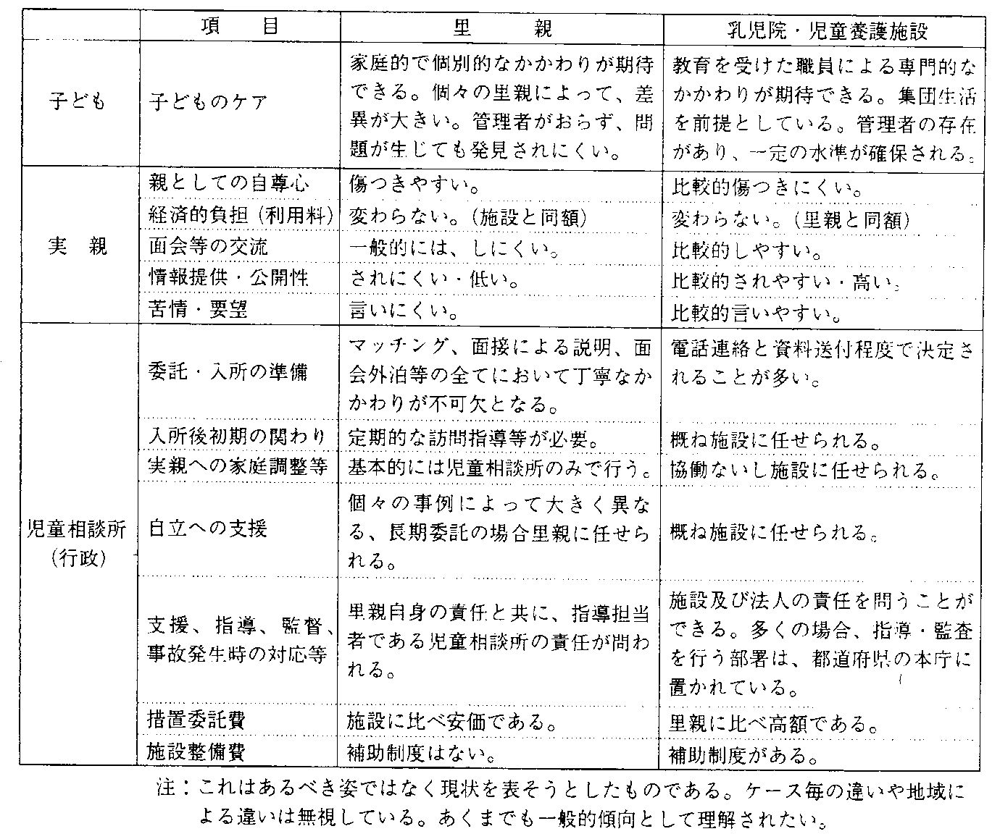 項　目　里　親　乳児院・児童養護施設
子ども
子どものケア
家庭的で個別的なかかわりが期待
できる。個々の里親によって、差
異が大きい。管理者がおらず、問
題が生じても発見されにくい。
教育を受けた職員による専門的な
かかわりが期待できる。集団生活
を前提としている。管理者の存在
があり、一定の水準が確保される。
実　親
親としての自尊心　傷つきやすい。　比較的傷つきにくい。
経済的負担（利用料）　変わらない。（施設と同額）　変わらない。（里親と同額）
面会等の交流　一般的には、しにくい。　比較的しやすい。
情報提供・公開性　されにくい・低い。　比較的されやすい・高い。
苦情・要望　言いにくい。　比較的言いやすい。
児童相談所
（行政）
委託・入所の準備
マッチング、面接による説明、面
会外泊等の全てにおいて丁寧なか
かわりが不可欠となる。
電話連絡と資料送付程度で決定さ
れることが多い。
入所後初期の関わり　定期的な訪問指導等が必要。　概ね施設に任せられる。
実親への家庭調整等　基本的には児童相談所のみで行う。　協働ないし施設に任せられる。
自立への支援
個々の事例によって大きく異な
る、長期委託の場合里親に任せら
れる。
概ね施設に任せられる。
支援、指導、監督、
事故発生時の対応等
里親自身の責任と共に、指導担当
者である児童相談所の責任が問わ
れる。
施設及び法人の責任を問うことが
できる。多くの場合、指導・監査
を行う部署は、都道府県の本庁に
置かれている。
措置委託費　施設に比べ安価である。　里親に比べ高額である。
施設整備費　補助制度はない。　補助制度がある。
注：これはあるべき姿ではなく現状を表そうとしたものである。ケース毎の違いや地域に
よる違いは無視している。あくまでも一般的傾向として理解されたい。